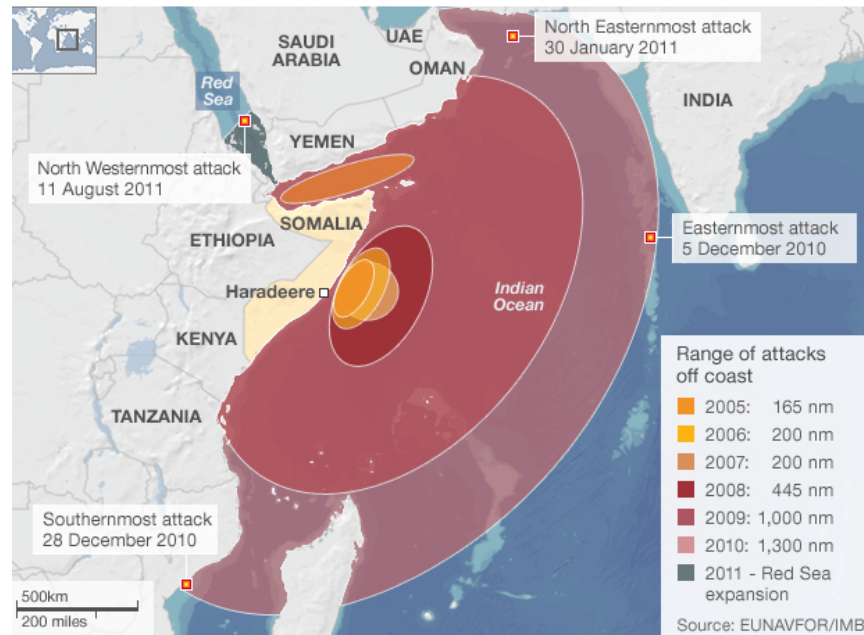 North Easternmost attack
30 January 2011
UAE
SAUDI
ARABIA
OMAN
Red
Sea
INDIA
YEMEN
North Westernmost attack
11 August 2011
SOMALIA
ETHIOPIA
Easternmost attack
5 December 2010
Haradeere
Indian
Ocean
KENYA
Range of attacks
off coast
2005: 165 nm
2006: 200 nm
2007: 200 nm
2008: 445 nm
2009: 1,000 nm
2010: 1,300 nm
2011 - Red Sea
expansion
TANZANIA
Southernmost attack
28 December 2010
500km
200 miles
Source: EUNAVFOR/IMB